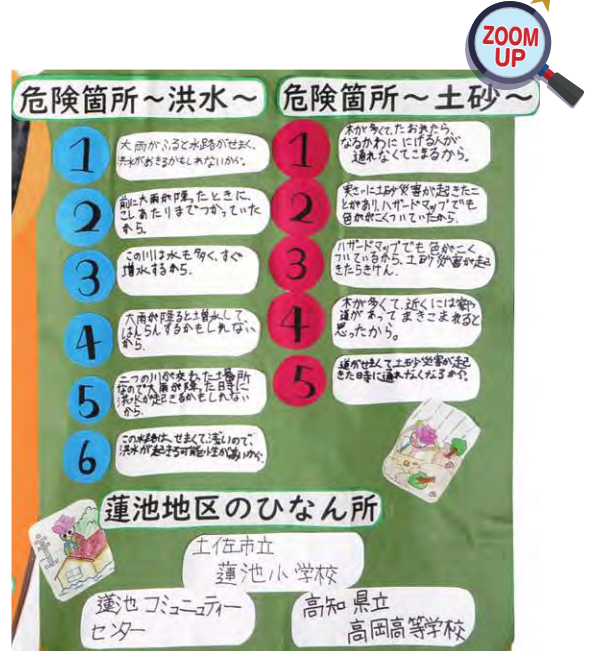 ZOOM
UP
危険箇所～洪水～
1
大雨がふると水路がせまく、
洪水がおきるかもしれないから。
2
前に大雨が降ったときに、
こしあたりまでつかっていた
から。
3
この川は水も多く、すぐ
増水するから。
4
大雨が降ると増水して、
はんらんするかもしれない
から。
5
二つの川が交わった場所
なので大雨が降った時に
洪水が起きるかもしれない
から。
6
この水路は、せまくて浅いので
洪水が起きる可能性が高いから。
危険箇所～土砂～
1
木が多くて、たおれたら、
にげる人が
通れなくてこまるから。
2
実さいに土砂災害が起きたこ
とがあり、ハザードマップでも
色がこくついていたから。
3
ハザードマップでも色がこく
ついているから、土砂災害が起
きたらきけん。
4
木が多くて、近くには
道があってまきこまれると
思ったから。
5
道がせまくて土砂災害が起
きた時に通れなくなるから。
蓮池地区のひなん所
土佐市立
蓮池小学校
蓮池コミュニティー
センター
高知県立
高岡高等学校